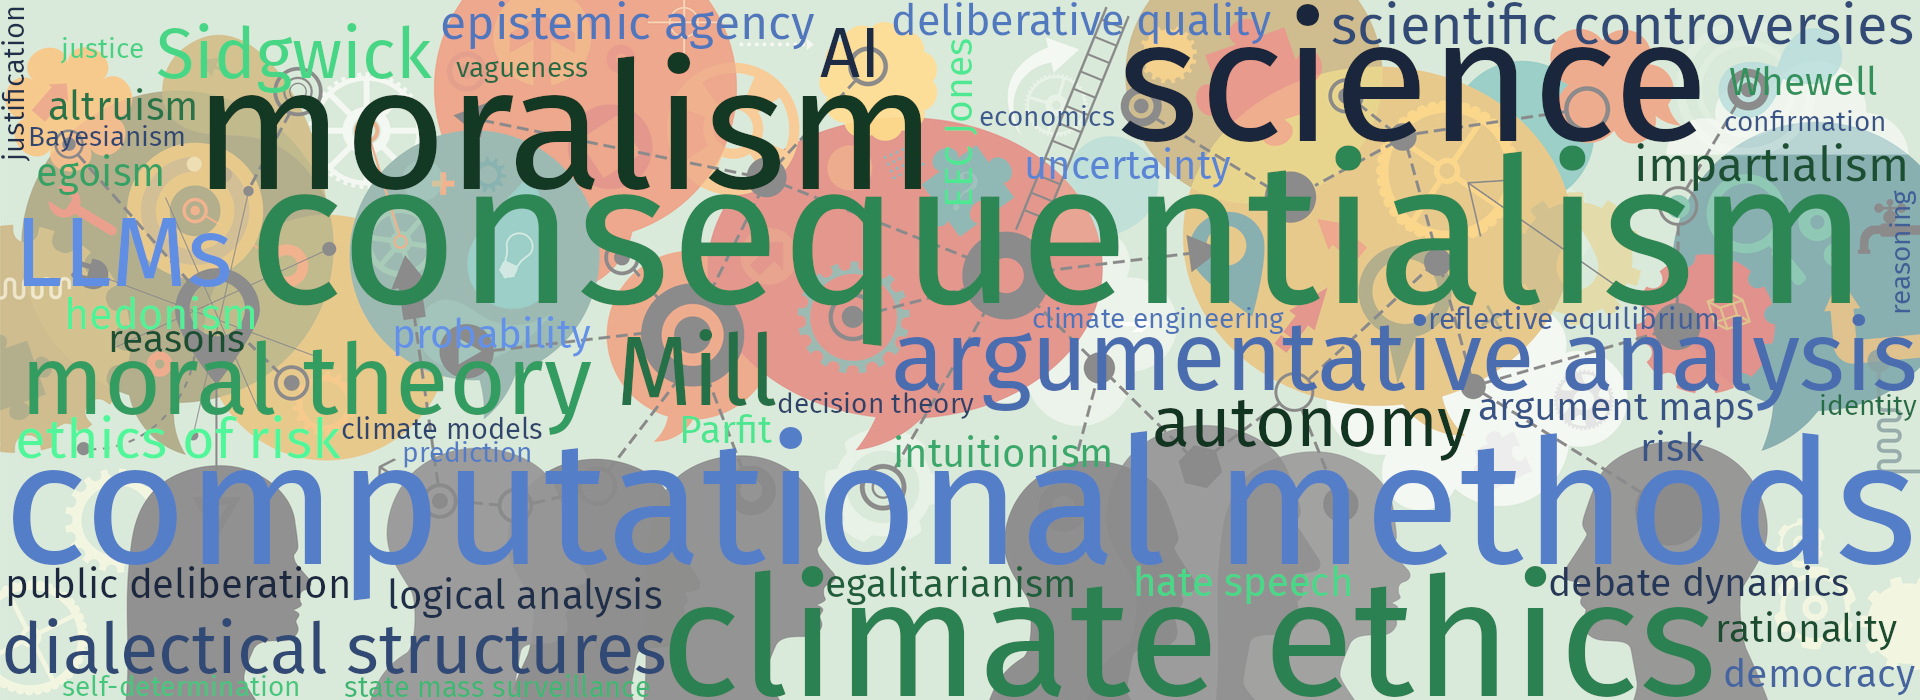 justification
justice
Sidgwick
epistemic agency
AI
deliberative quality
scientific controversies
vagueness
EEC Jones
science
Whewell
altruism
moralism
economics
confirmation
Bayesianism
egoism
uncertainty
impartialism
LLMs
consequentialism
reasoning
hedonism
reasons
probability
climate engineering
reflective equilibrium
moral theory
Mill
argumentative analysis
decision theory
argument maps
identity
ethics of risk
climate models
Parfit
autonomy
prediction
intuitionism
risk
computational methods
public deliberation
logical analysis
egalitarianism
hate speech
debate dynamics
dialectical structures
climate ethics
rationality
democracy
self-determination
state mass surveillance